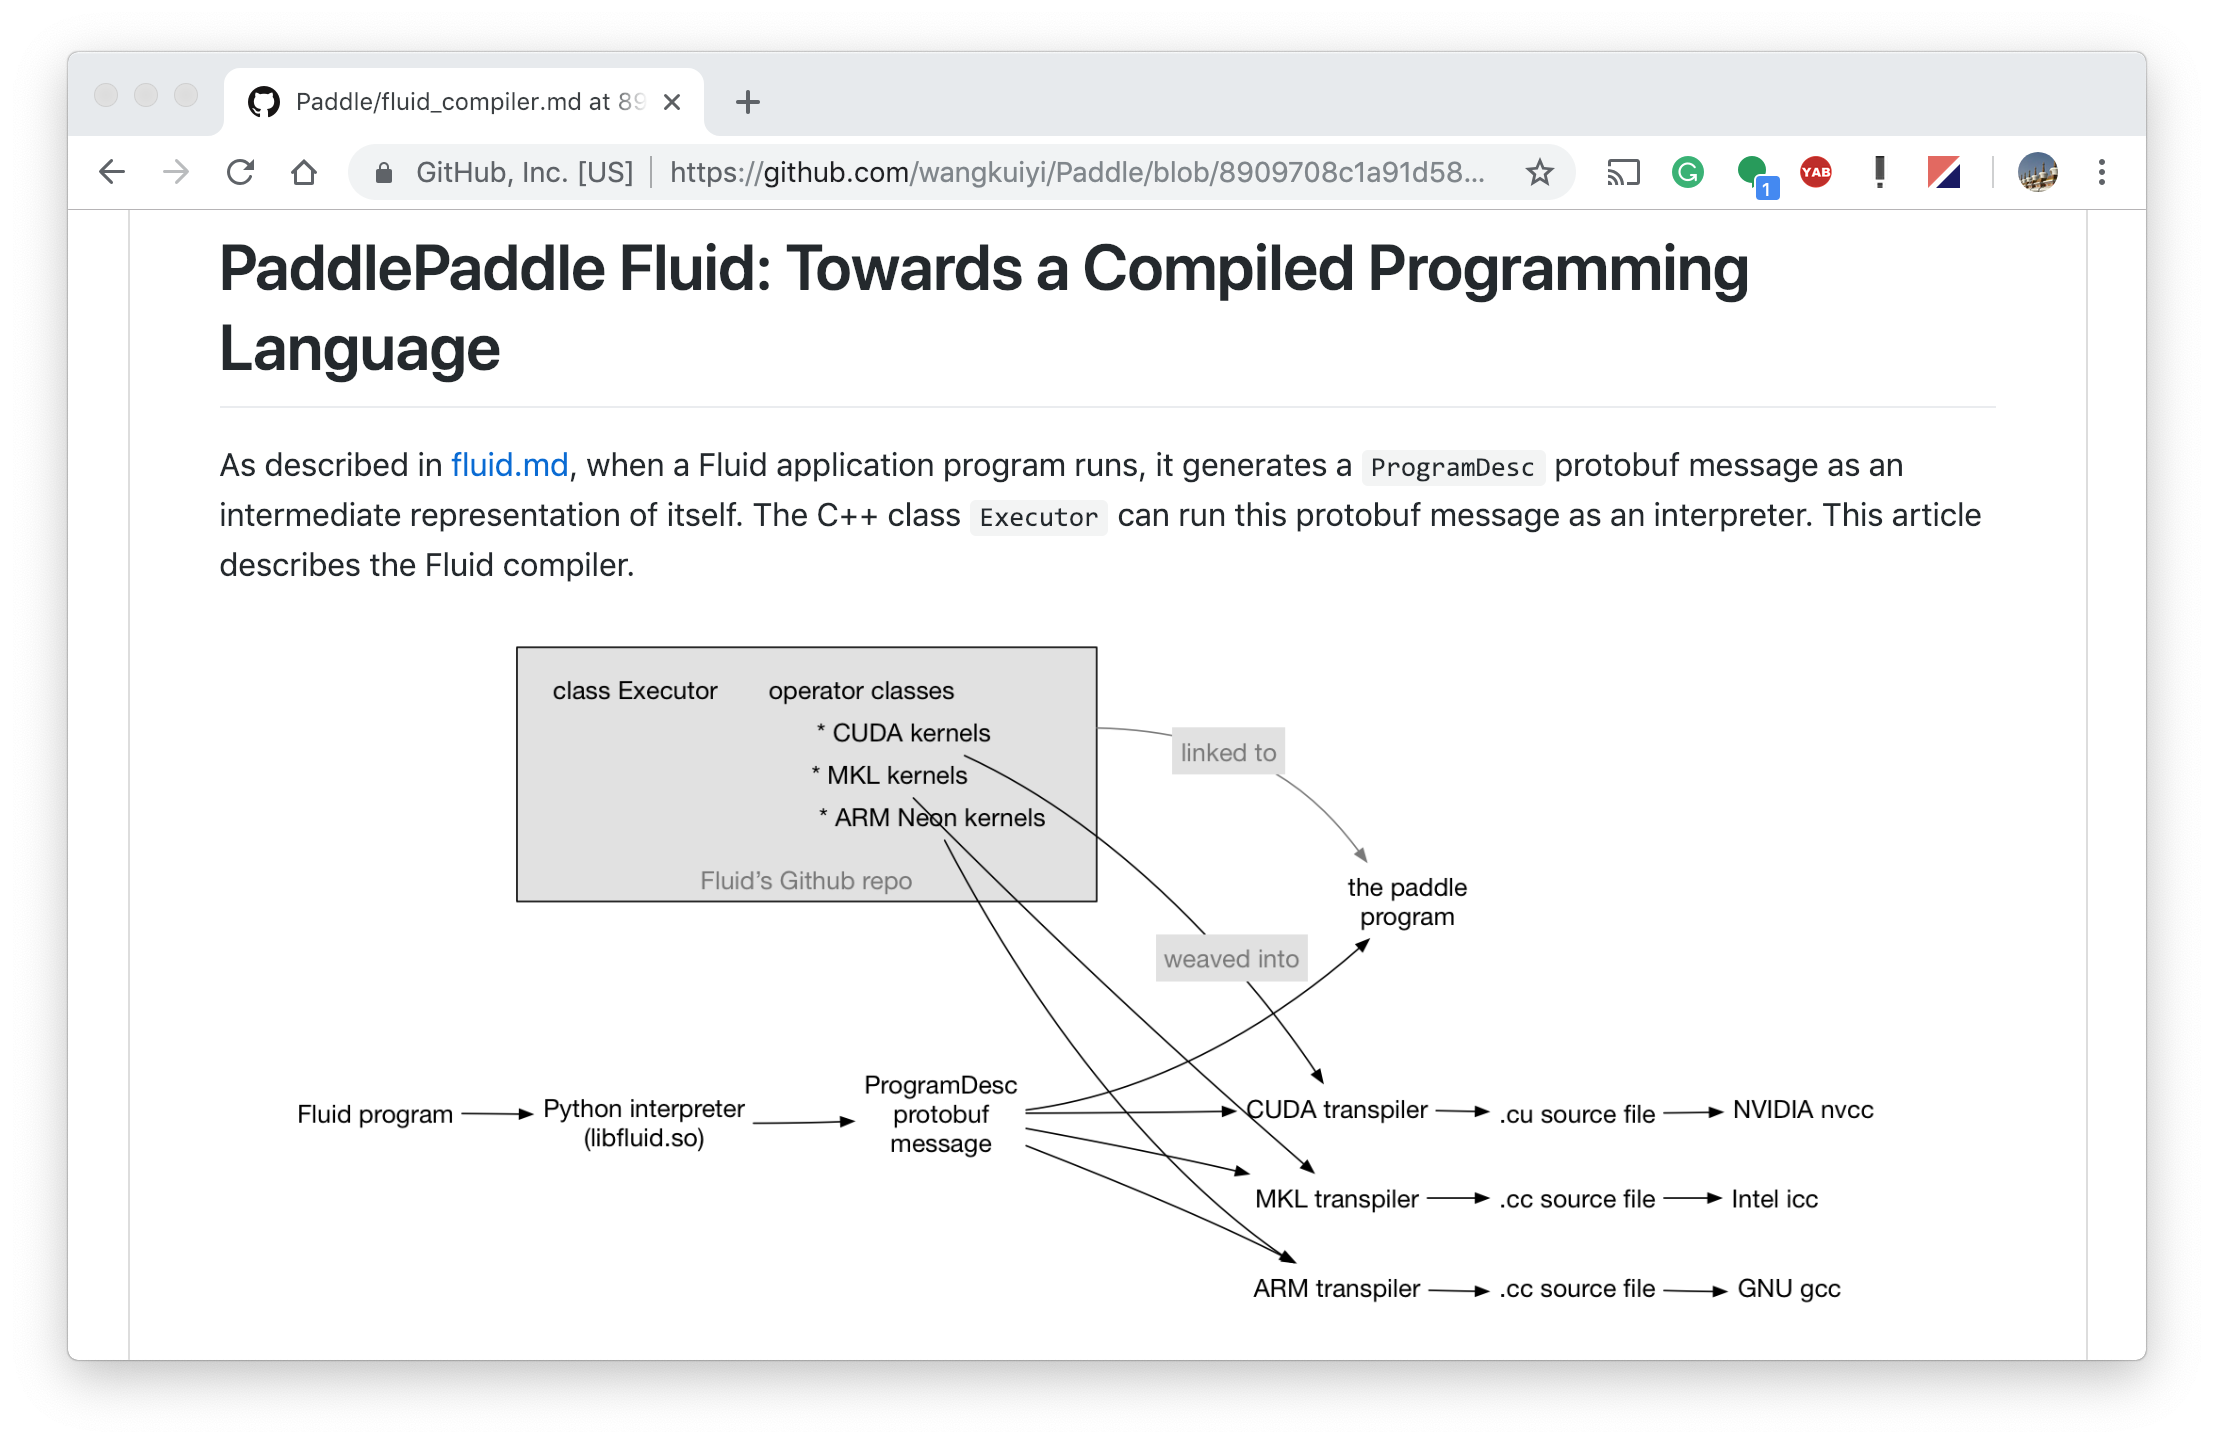 Paddle/fluid_compiler.md at 89
GitHub, Inc. [US] https://github.com/wangkuiyi/Paddle/blob/8909708c1a91d58...
G
1
YAB
PaddlePaddle Fluid: Towards a Compiled Programming
Language
As described in fluid.md, when a Fluid application program runs, it generates a ProgramDesc protobuf message as an
intermediate representation of itself. The C++ class Executor can run this protobuf message as an interpreter. This article
describes the Fluid compiler.
class Executor operator classes
* CUDA kernels
* MKL kernels
* ARM Neon kernels
Fluid's Github repo
linked to
the paddle
program
weaved into
Fluid program
Python interpreter
(libfluid.so)
ProgramDesc
protobuf
message
CUDA transpiler .cu source file NVIDIA nvcc
MKL transpiler .cc source file Intel icc
ARM transpiler .cc source file GNU gcc